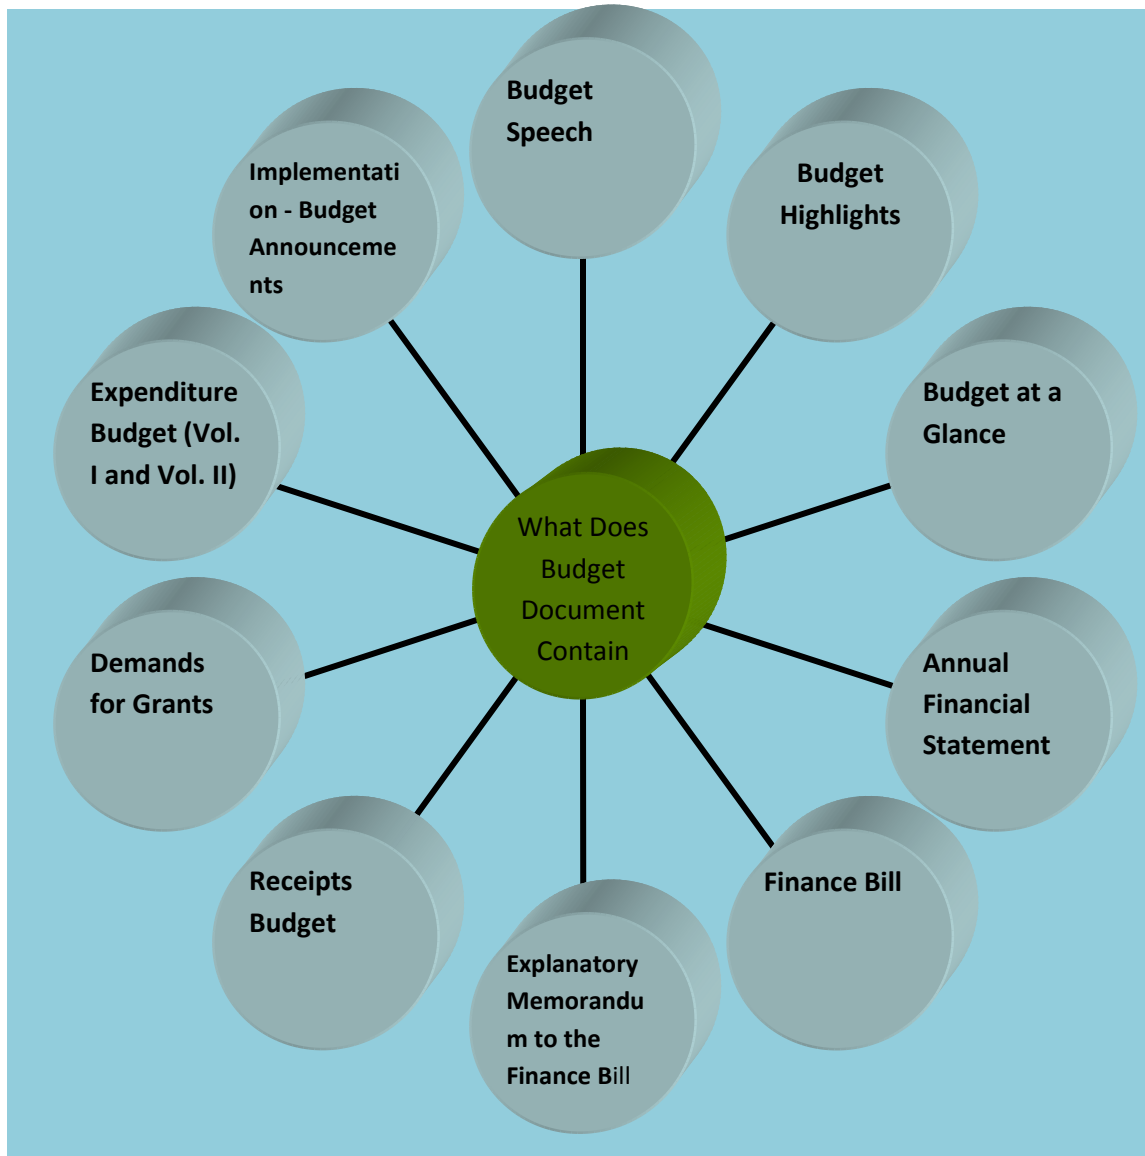 Budget
Speech
Budget
Highlights
Budget at a
Glance
Annual
Financial
Statement
Finance Bill
Explanatory
Memorandu
m to the
Finance Bill
Receipts
Budget
Demands
for Grants
Expenditure
Budget (Vol.
I and Vol. II)
Implementati
on - Budget
Announceme
nts
What Does
Budget
Document
Contain